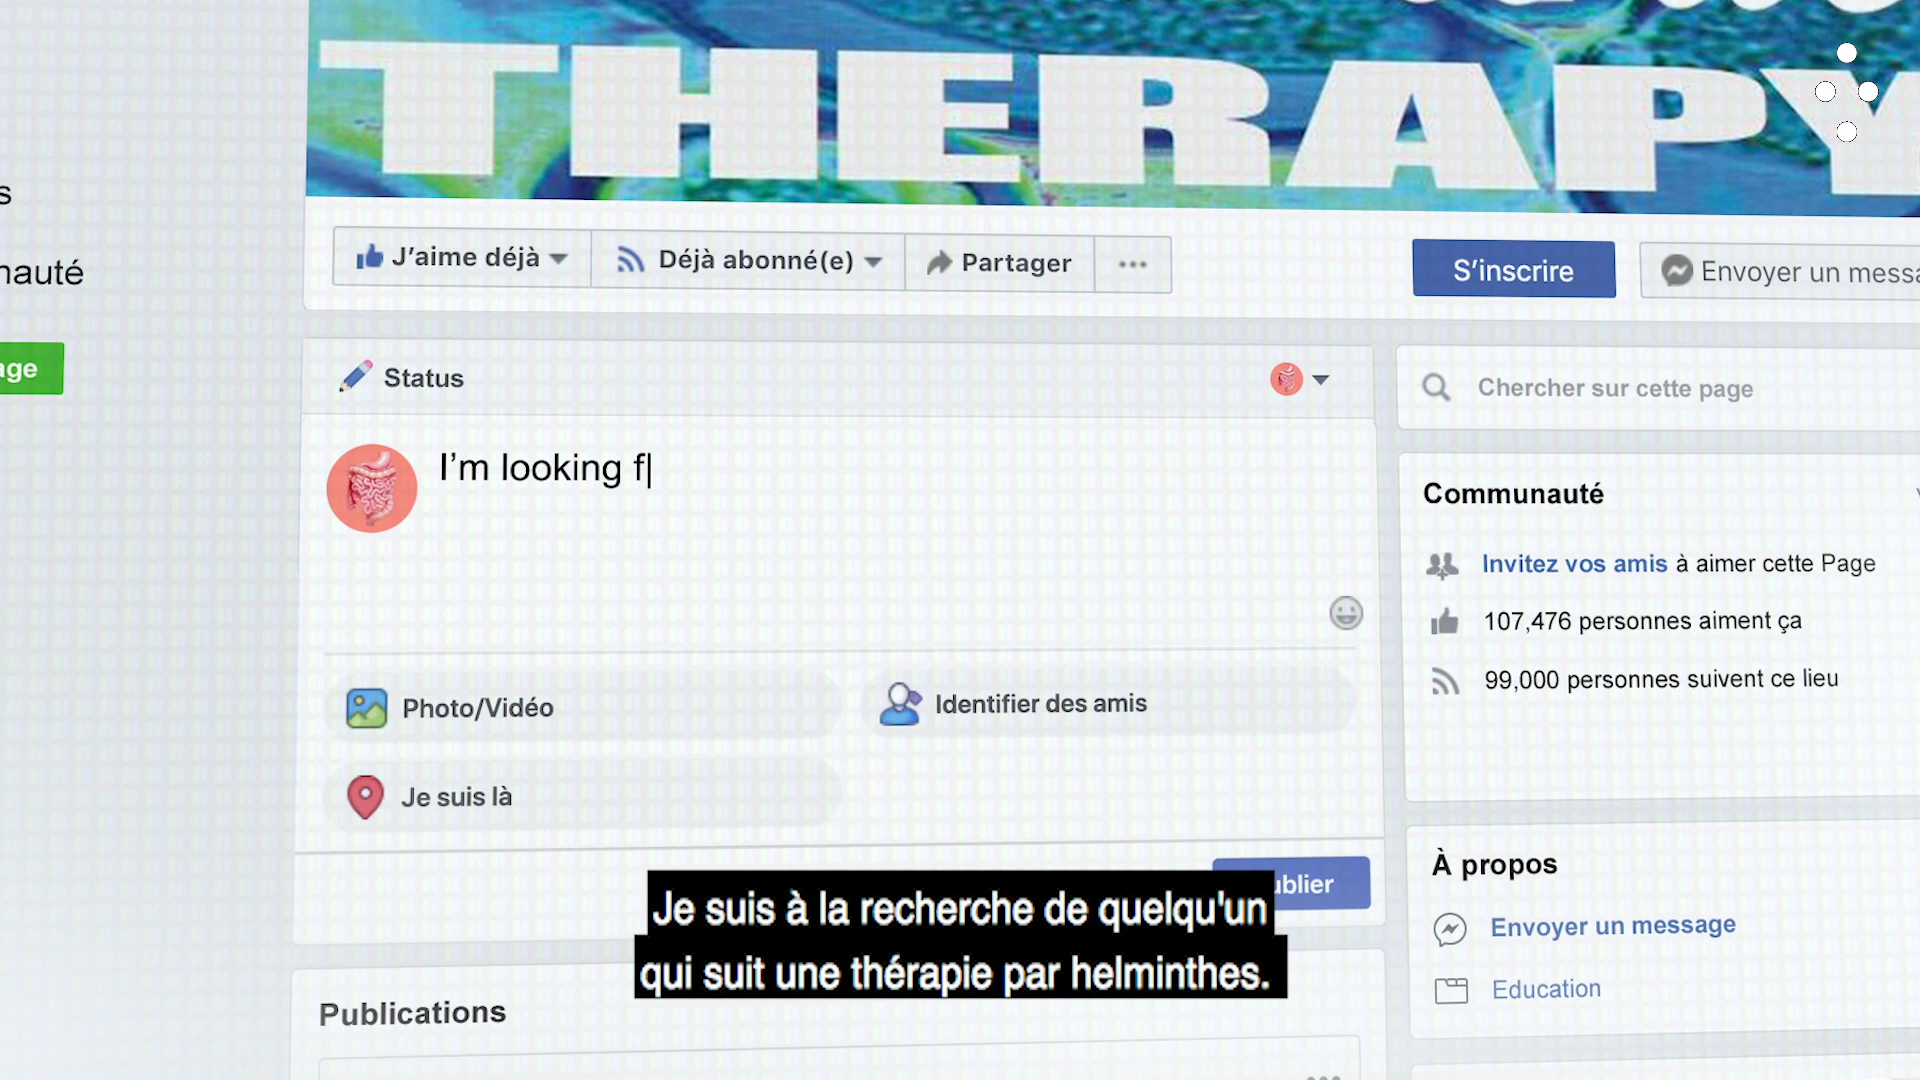 THERAPY
J'aime déjà
Déjà abonné(e)
Partager
S'inscrire
Envoyer un messa
s
nauté
age
Status
Chercher sur cette page
I'm looking f
Communauté
Invitez vos amis à aimer cette Page
107,476 personnes aiment ça
99,000 personnes suivent ce lieu
Photo/Vidéo
Identifier des amis
Je suis là
ublier
À propos
Envoyer un message
Education
Je suis à la recherche de quelqu'un
qui suit une thérapie par helminthes.
Publications